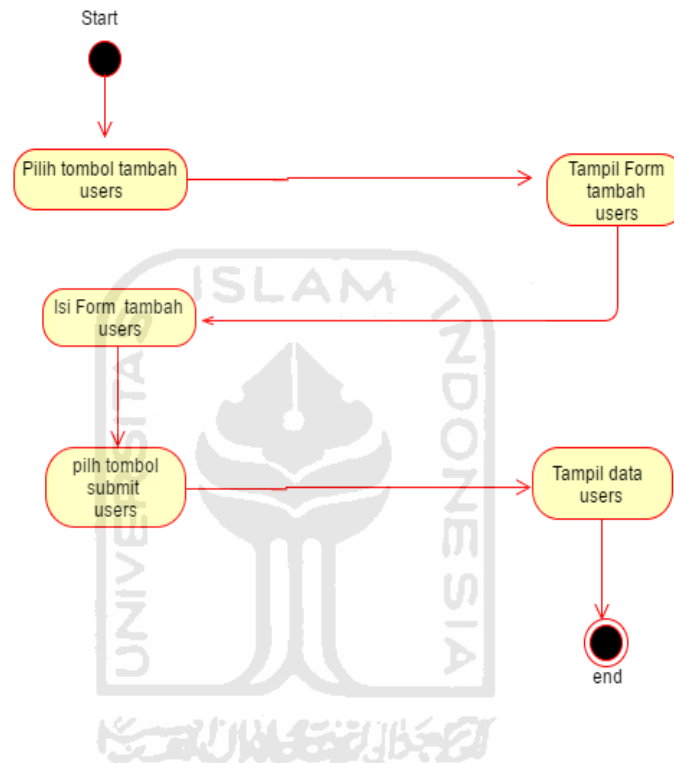 Start
Pilih tombol tambah
users
Tampil Form
tambah
users
Isi Form tambah
users
pilh tombol
submit
users
Tampil data
users
end
UNIVERSITAS
ISLAM
INDONESIA